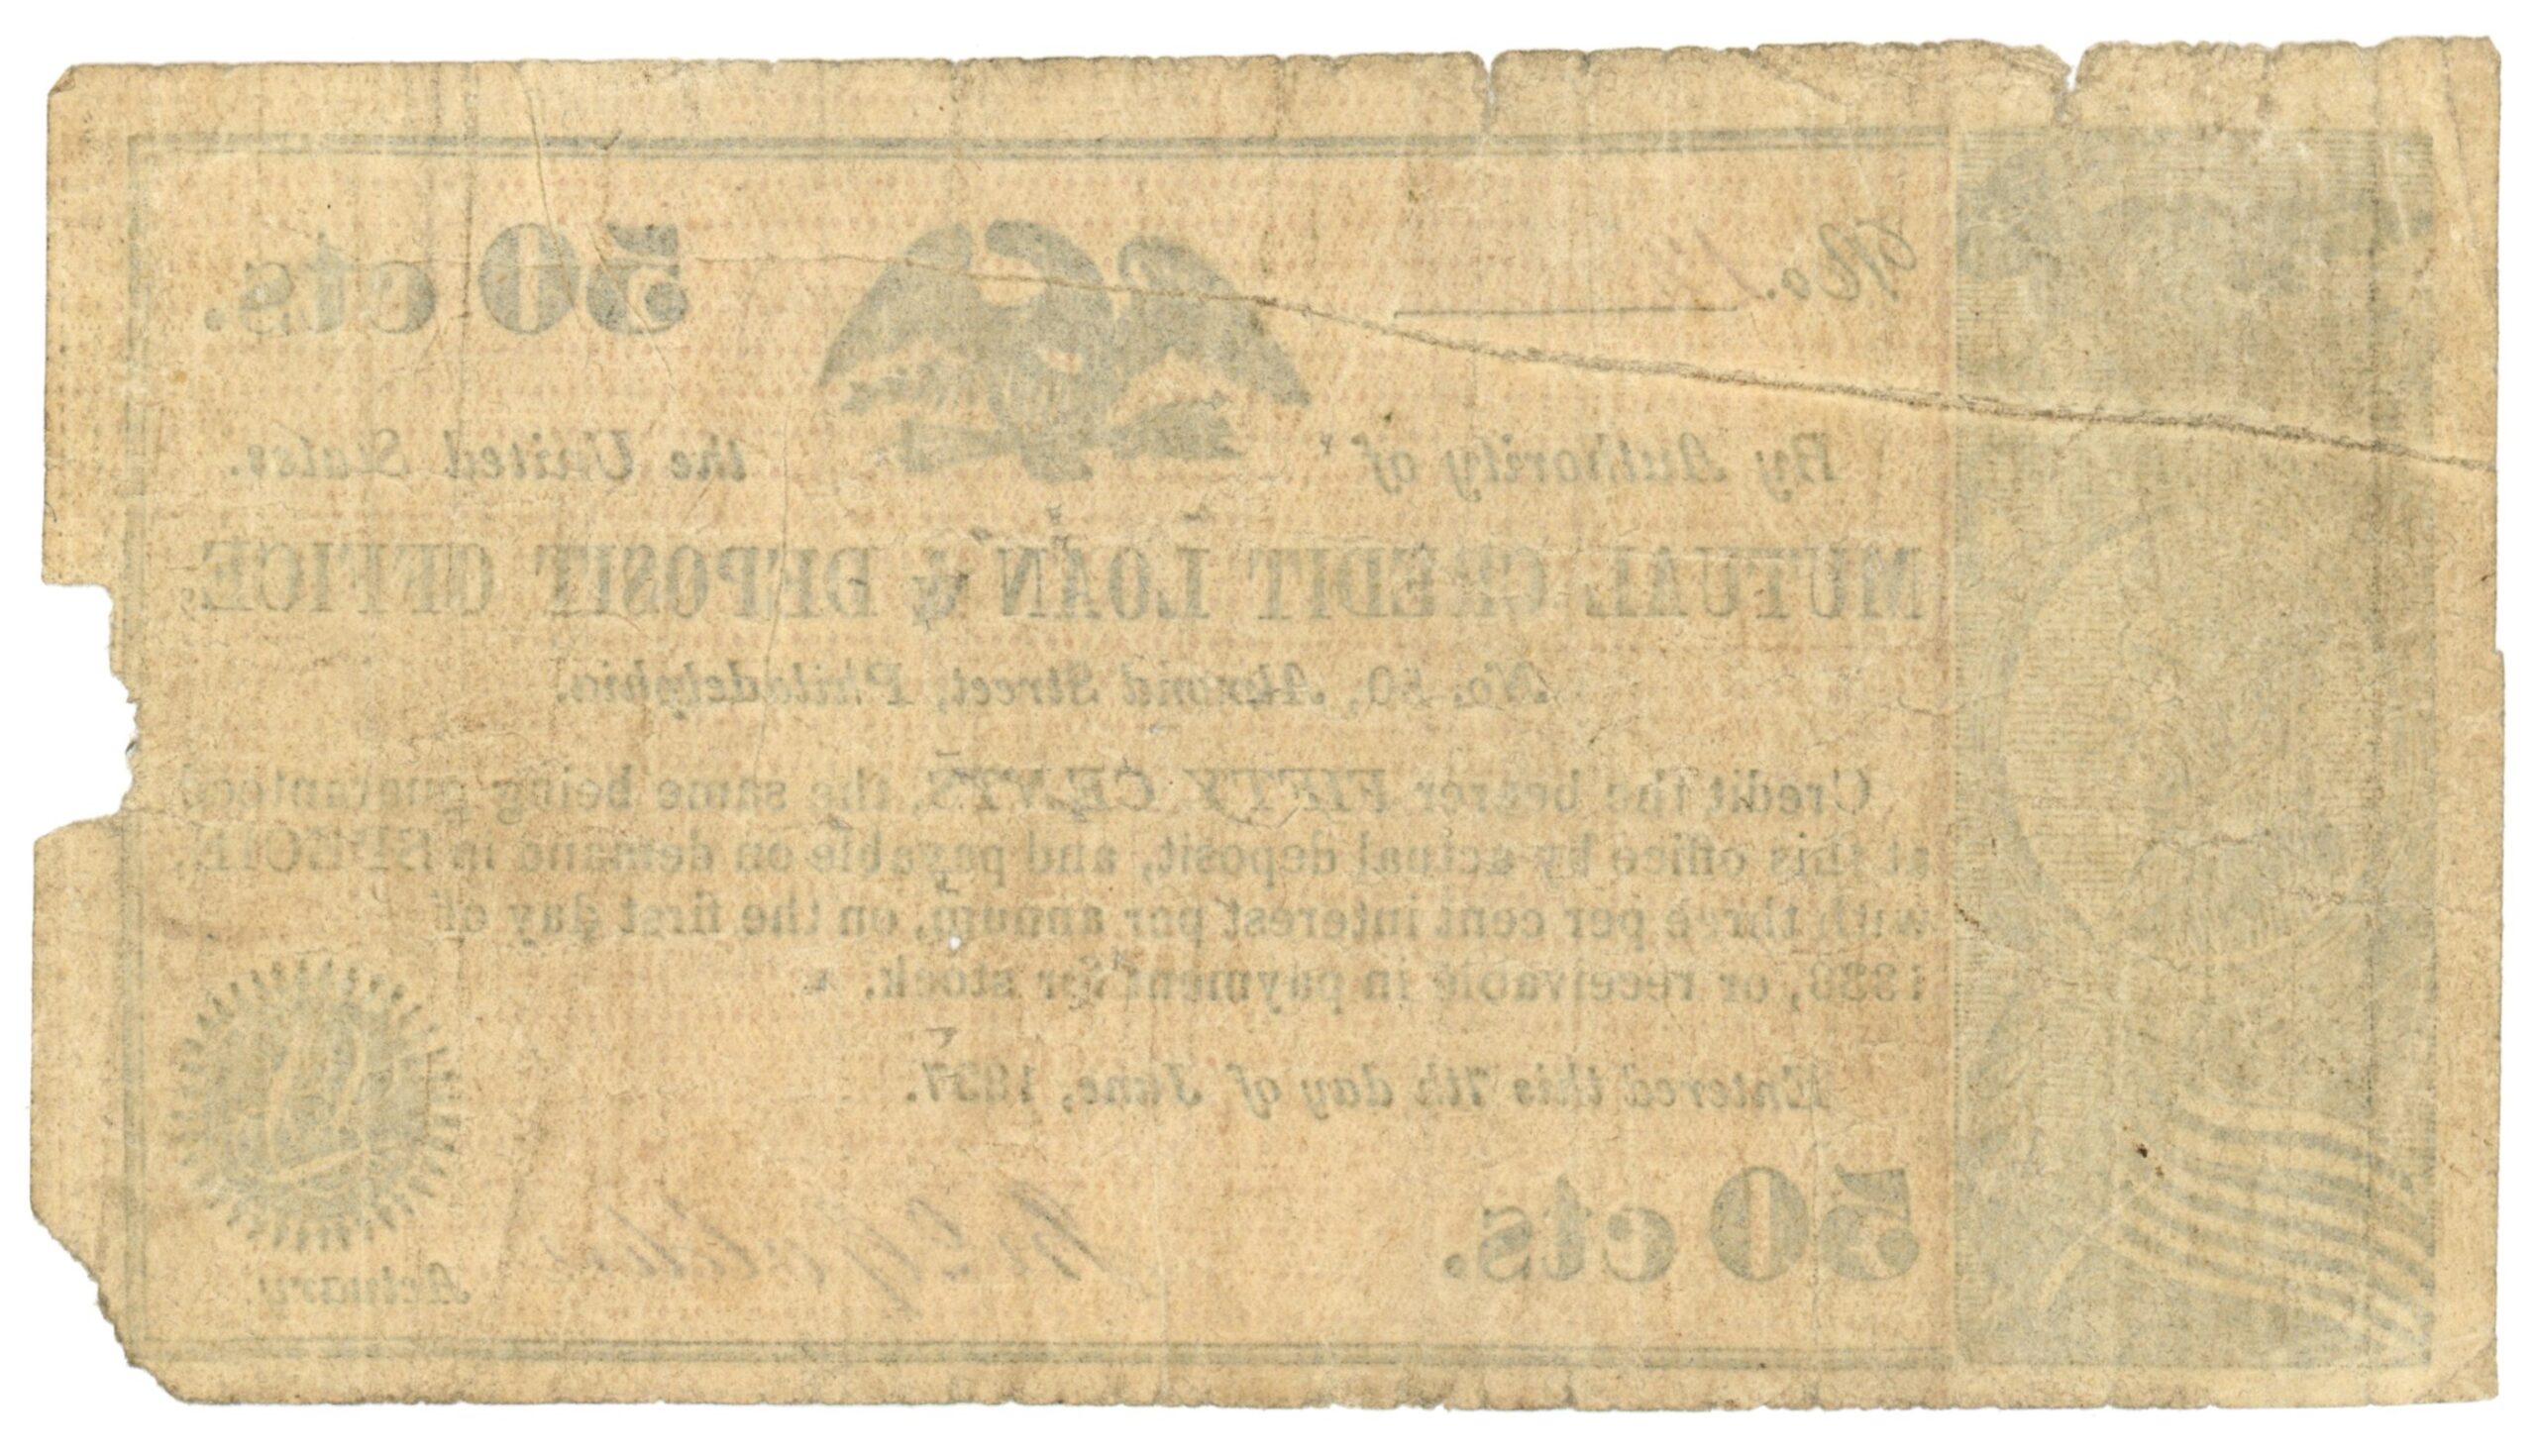 No.
50 cts.
By Authority of the United States.
MUTUAL CREDIT LOAN & DEPOSIT OFFICE,
No. 80, Almond Street, Philadelphia.
Credit the bearer FIFTY CENTS, the same being guaranteed
at this office by actual deposit, and payable on demand in SPECIE,
with three per cent interest per annum, on the first day of
1838, or receivable in payment for stock.
Entered this 7th day of June, 1837.
50 cts.
Actuary